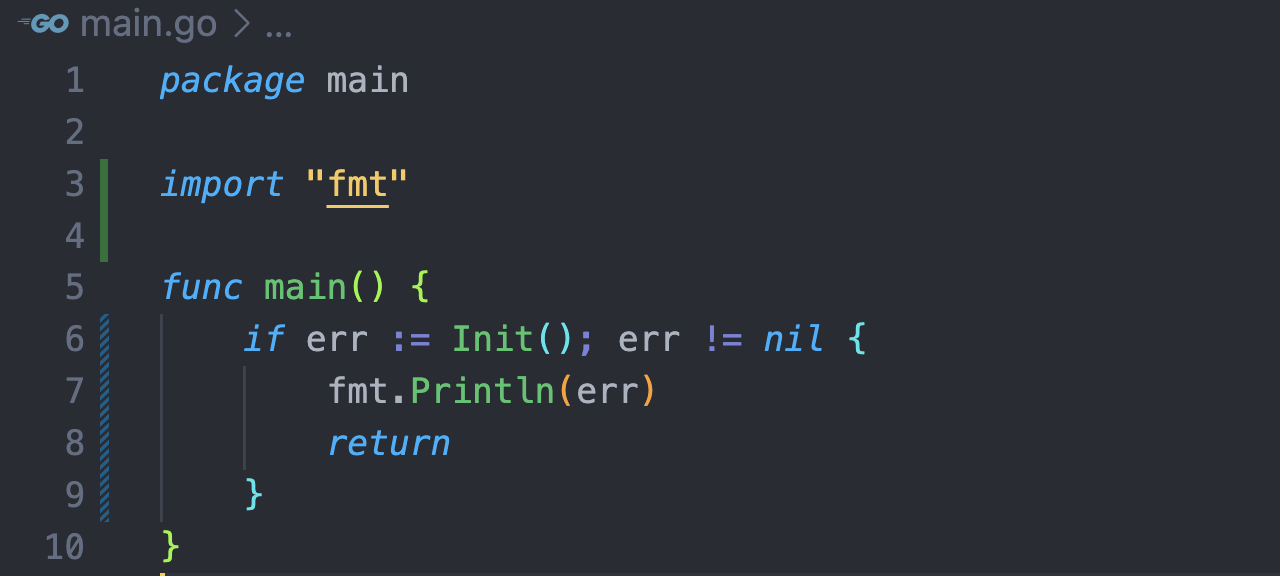 GO main.go > ...
1 package main
2
3 import "fmt"
4
5 func main() {
6     if err := Init(); err != nil {
7         fmt.Println(err)
8         return
9     }
10 }